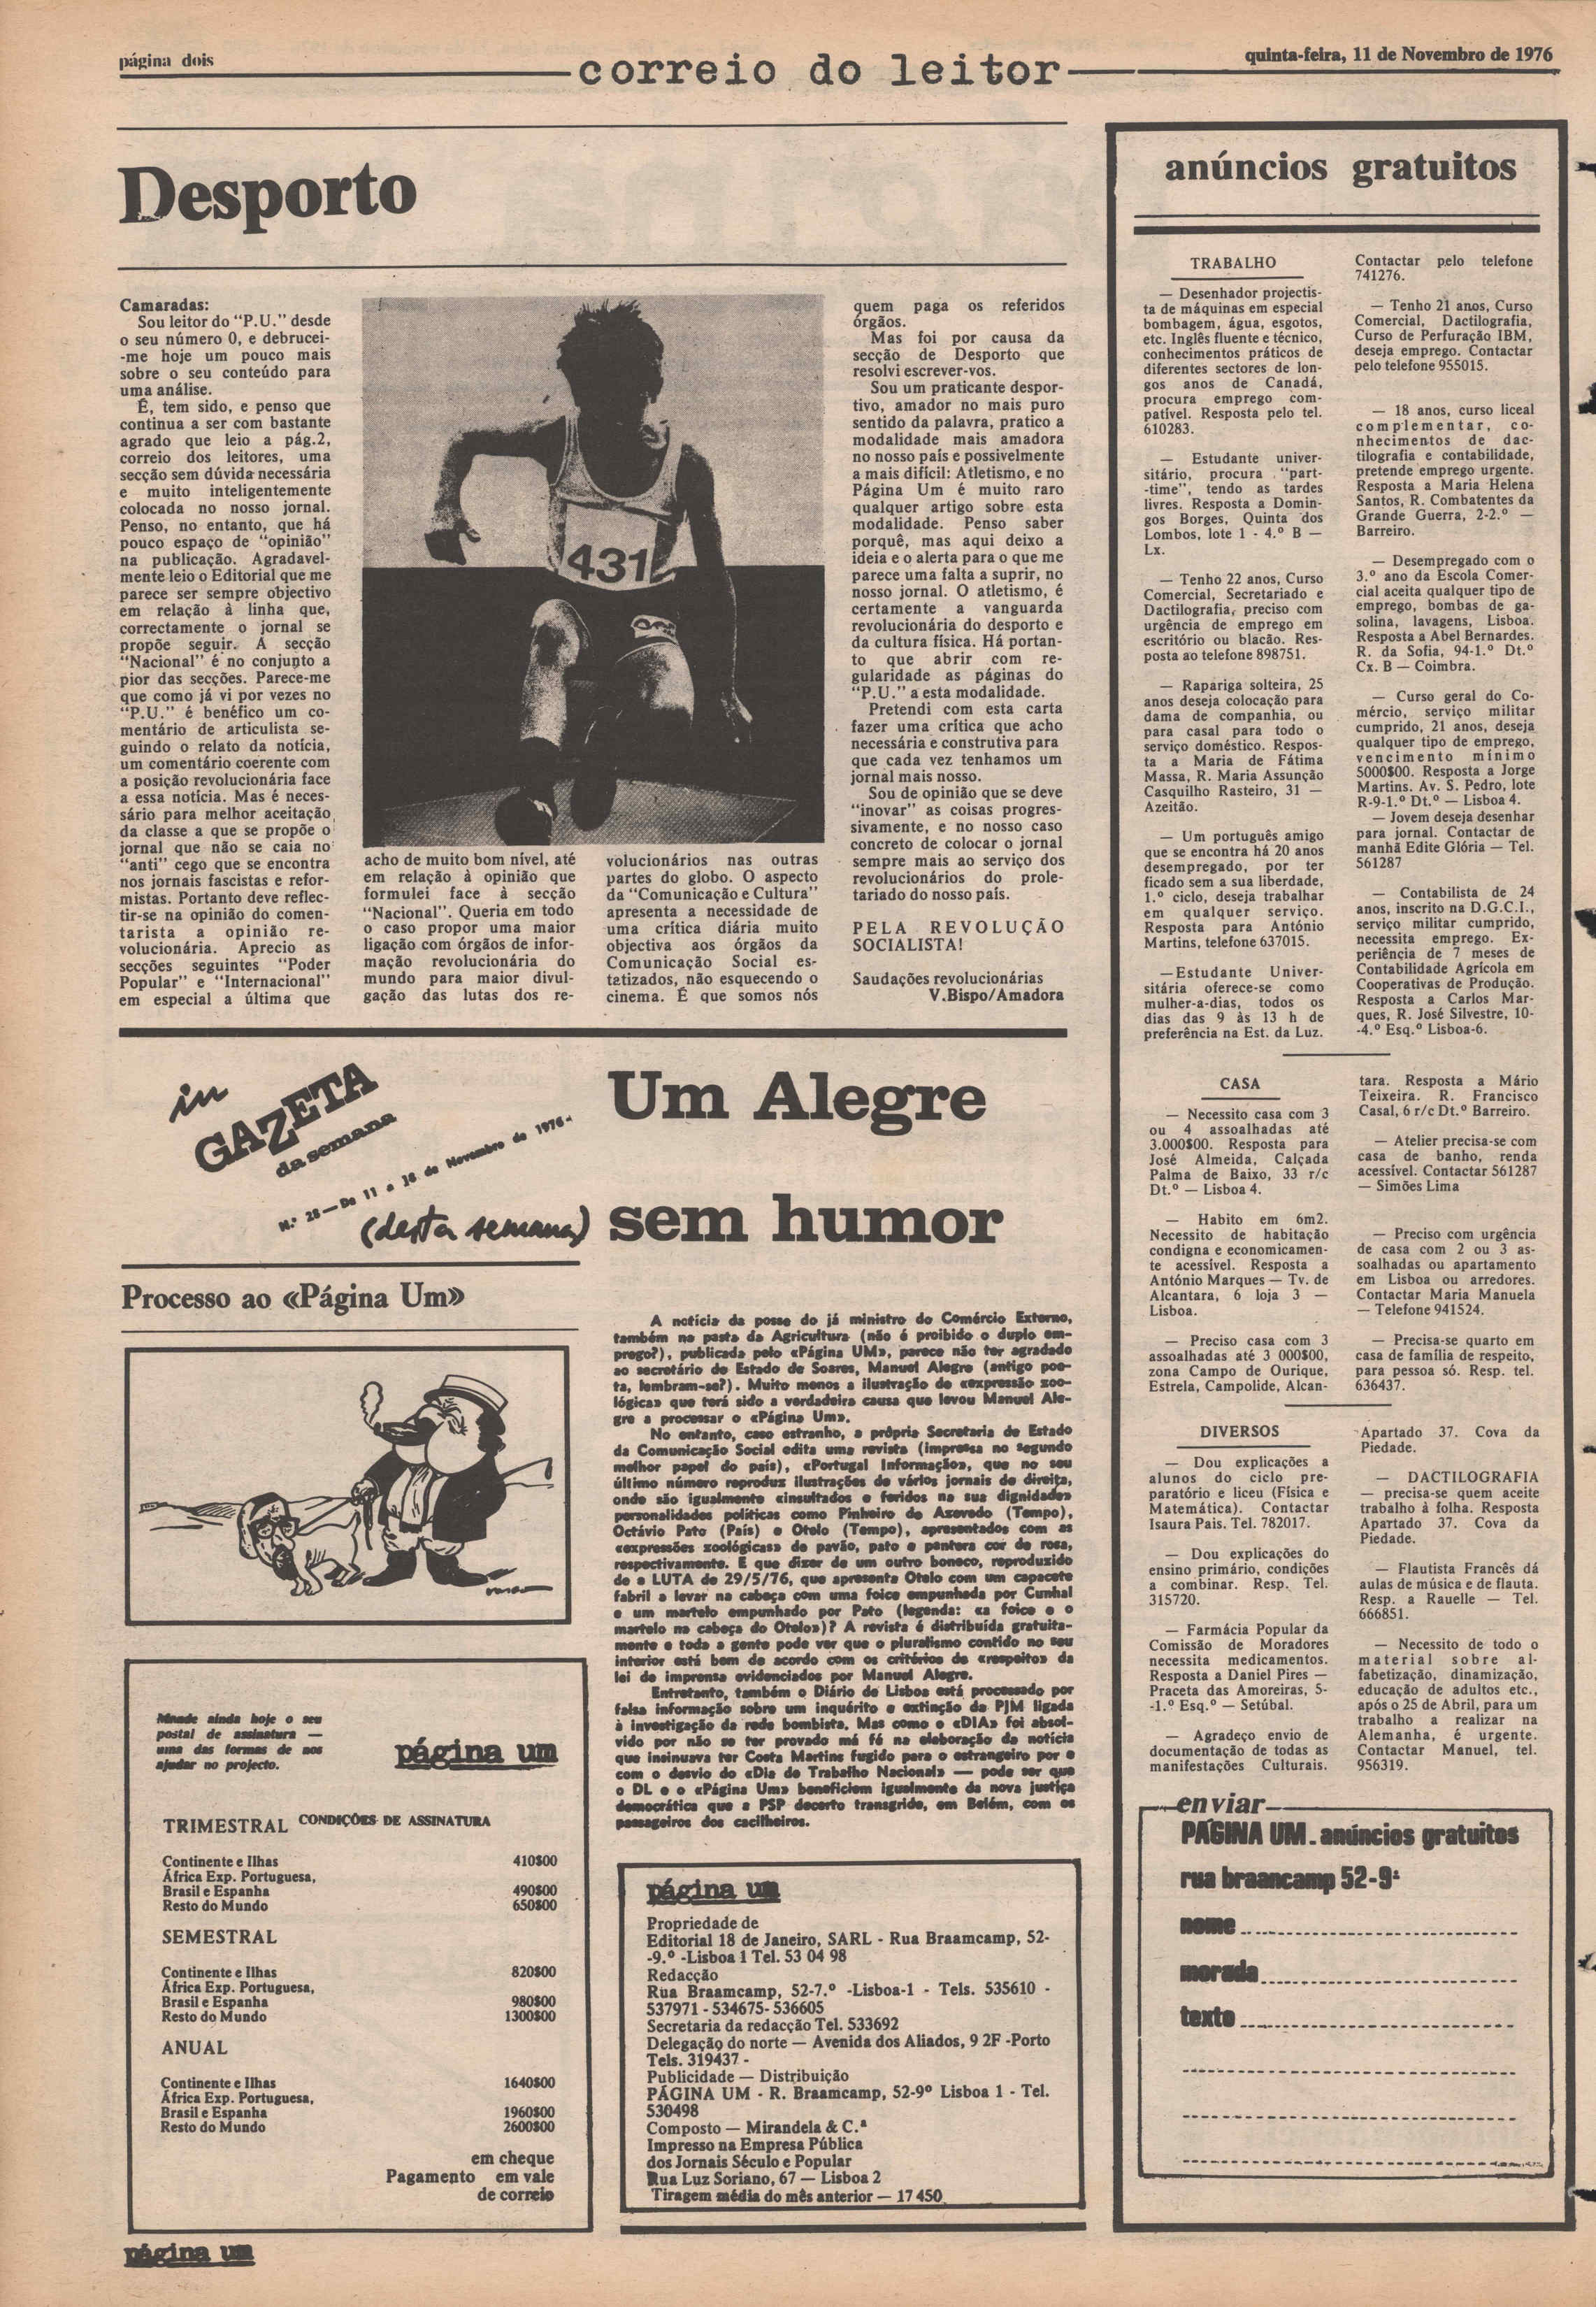 página dois
correio do leitor
quinta-feira, 11 de Novembro de 1976
Desporto
Camaradas:
Sou leitor do "P.U." desde
o seu número 0, e debrucei-
-me hoje um pouco mais
sobre o seu conteúdo para
uma análise.
É, tem sido, e penso que
continua a ser com bastante
agrado que leio a pág.2,
correio dos leitores, uma
secção sem dúvida necessária
e muito inteligentemente
colocada no nosso jornal.
Penso, no entanto, que há
pouco espaço de "opinião"
na publicação. Agradavel-
mente leio o Editorial que me
parece ser sempre objectivo
em relação à linha que,
correctamente o jornal se
propõe seguir. A secção
"Nacional" é no conjunto a
pior das secções. Parece-me
que como já vi por vezes no
"P.U." é benéfico um co-
mentário de articulista se-
guindo o relato da notícia,
um comentário coerente com
a posição revolucionária face
a essa notícia. Mas é neces-
sário para melhor aceitação
da classe a que se propõe o
jornal que não se caia no
"anti" cego que se encontra
nos jornais fascistas e refor-
mistas. Portanto deve reflec-
tir-se na opinião do comen-
tarista a opinião re-
volucionária. Aprecio as
secções seguintes "Poder
Popular" e "Internacional"
em especial a última que
431
acho de muito bom nível, até
em relação à opinião que
formulei face à secção
"Nacional". Queria em todo
o caso propor uma maior
ligação com órgãos de infor-
mação revolucionária do
mundo para maior divul-
gação das lutas dos re-
volucionários nas outras
partes do globo. O aspecto
da "Comunicação e Cultura"
apresenta a necessidade de
uma crítica diária muito
objectiva aos órgãos da
Comunicação Social es-
tatizados, não esquecendo o
cinema. É que somos nós
quem paga os referidos
órgãos.
Mas foi por causa da
secção de Desporto que
resolvi escrever-vos.
Sou um praticante despor-
tivo, amador no mais puro
sentido da palavra, pratico a
modalidade mais amadora
no nosso país e possivelmente
a mais difícil: Atletismo, e no
Página Um é muito raro
qualquer artigo sobre esta
modalidade. Penso saber
porquê, mas aqui deixo a
ideia e o alerta para o que me
parece uma falta a suprir, no
nosso jornal. O atletismo, é
certamente a vanguarda
revolucionária do desporto e
da cultura física. Há portan-
to que abrir com re-
gularidade as páginas do
"P.U." a esta modalidade.
Pretendi com esta carta
fazer uma crítica que acho
necessária e construtiva para
que cada vez tenhamos um
jornal mais nosso.
Sou de opinião que se deve
"inovar" as coisas progres-
sivamente, e no nosso caso
concreto de colocar o jornal
sempre mais ao serviço dos
revolucionários do prole-
tariado do nosso país.
PELA REVOLUÇÃO
SOCIALISTA!
Saudações revolucionárias
V.Bispo/Amadora
in
GAZETA
da semana
N.º 28 — De 11 a 18 de Novembro de 1976
(desta semana)
Um Alegre
sem humor
Processo ao «Página Um»
A notícia da posse do já ministro do Comércio Externo,
também na pasta da Agricultura (não é proibido o duplo em-
prego?), publicada pelo «Página UM», parece não ter agradado
ao secretário de Estado de Soares, Manuel Alegre (antigo poe-
ta, lembram-se?). Muito menos a ilustração de «expressão zoo-
lógica» que terá sido a verdadeira causa que levou Manuel Ale-
gre a processar o «Página Um».
No entanto, caso estranho, a própria Secretaria de Estado
da Comunicação Social edita uma revista (impressa no segundo
melhor papel do país), «Portugal Informação», que no seu
último número reproduz ilustrações de vários jornais de direita,
onde são igualmente «insultados e feridos na sua dignidade»
personalidades políticas como Pinheiro de Azevedo (Tempo),
Octávio Pato (País) e Otelo (Tempo), apresentados com as
«expressões zoológicas» de pavão, pato e pantera cor de rosa,
respectivamente. E que dizer de um outro boneco, reproduzido
de a LUTA de 29/5/76, que apresenta Otelo com um capacete
fabril a levar na cabeça com uma foice empunhada por Cunhal
e um martelo empunhado por Pato (legenda: «a foice e o
martelo na cabeça do Otelo»)? A revista é distribuída gratuita-
mente e toda a gente pode ver que o pluralismo contido no seu
interior está bem de acordo com os critérios de «respeito» da
lei de imprensa evidenciados por Manuel Alegre.
Entretanto, também o Diário de Lisboa está processado por
falsa informação sobre um inquérito e extinção da PJM ligada
à investigação da rede bombista. Mas como o «DIA» foi absol-
vido por não se ter provado má fé na elaboração da notícia
que insinuava ter Costa Martins fugido para o estrangeiro por e
com o desvio do «Dia de Trabalho Nacional» — pode ser que
o DL e o «Página Um» beneficiem igualmente da nova justiça
democrática que a PSP decerto transgride, em Belém, com os
passageiros dos cacilheiros.
Mande ainda hoje o seu
postal de assinatura —
uma das formas de nos
ajudar no projecto.
página um
TRIMESTRAL CONDIÇÕES DE ASSINATURA
Continente e Ilhas 410$00
África Exp. Portuguesa,
Brasil e Espanha 490$00
Resto do Mundo 650$00
SEMESTRAL
Continente e Ilhas 820$00
África Exp. Portuguesa,
Brasil e Espanha 980$00
Resto do Mundo 1300$00
ANUAL
Continente e Ilhas 1640$00
África Exp. Portuguesa,
Brasil e Espanha 1960$00
Resto do Mundo 2600$00
em cheque
Pagamento em vale
de correio
página um
página um
Propriedade de
Editorial 18 de Janeiro, SARL - Rua Braamcamp, 52-
-9.º -Lisboa 1 Tel. 53 04 98
Redacção
Rua Braamcamp, 52-7.º -Lisboa-1 - Tels. 535610 -
537971 - 534675- 536605
Secretaria da redacção Tel. 533692
Delegação do norte — Avenida dos Aliados, 9 2F -Porto
Tels. 319437 -
Publicidade — Distribuição
PÁGINA UM - R. Braamcamp, 52-9º Lisboa 1 - Tel.
530498
Composto — Mirandela & C.ª
Impresso na Empresa Pública
dos Jornais Século e Popular
Rua Luz Soriano, 67 — Lisboa 2
Tiragem média do mês anterior — 17 450
anúncios gratuitos
TRABALHO
— Desenhador projectis-
ta de máquinas em especial
bombagem, água, esgotos,
etc. Inglês fluente e técnico,
conhecimentos práticos de
diferentes sectores de lon-
gos anos de Canadá,
procura emprego com-
patível. Resposta pelo tel.
610283.
— Estudante univer-
sitário, procura "part-
-time", tendo as tardes
livres. Resposta a Domin-
gos Borges, Quinta dos
Lombos, lote 1 - 4.º B —
Lx.
— Tenho 22 anos, Curso
Comercial, Secretariado e
Dactilografia, preciso com
urgência de emprego em
escritório ou blacão. Res-
posta ao telefone 898751.
— Rapariga solteira, 25
anos deseja colocação para
dama de companhia, ou
para casal para todo o
serviço doméstico. Respos-
ta a Maria de Fátima
Massa, R. Maria Assunção
Casquilho Rasteiro, 31 —
Azeitão.
— Um português amigo
que se encontra há 20 anos
desempregado, por ter
ficado sem a sua liberdade,
1.º ciclo, deseja trabalhar
em qualquer serviço.
Resposta para António
Martins, telefone 637015.
—Estudante Univer-
sitária oferece-se como
mulher-a-dias, todos os
dias das 9 às 13 h de
preferência na Est. da Luz.
Contactar pelo telefone
741276.
— Tenho 21 anos, Curso
Comercial, Dactilografia,
Curso de Perfuração IBM,
deseja emprego. Contactar
pelo telefone 955015.
— 18 anos, curso liceal
complementar, co-
nhecimentos de dac-
tilografia e contabilidade,
pretende emprego urgente.
Resposta a Maria Helena
Santos, R. Combatentes da
Grande Guerra, 2-2.º —
Barreiro.
— Desempregado com o
3.º ano da Escola Comer-
cial aceita qualquer tipo de
emprego, bombas de ga-
solina, lavagens, Lisboa.
Resposta a Abel Bernardes.
R. da Sofia, 94-1.º Dt.º
Cx. B — Coimbra.
— Curso geral do Co-
mércio, serviço militar
cumprido, 21 anos, deseja
qualquer tipo de emprego,
vencimento mínimo
5000$00. Resposta a Jorge
Martins. Av. S. Pedro, lote
R-9-1.º Dt.º — Lisboa 4.
— Jovem deseja desenhar
para jornal. Contactar de
manhã Edite Glória — Tel.
561287
— Contabilista de 24
anos, inscrito na D.G.C.I.,
serviço militar cumprido,
necessita emprego. Ex-
periência de 7 meses de
Contabilidade Agrícola em
Cooperativas de Produção.
Resposta a Carlos Mar-
ques, R. José Silvestre, 10-
-4.º Esq.º Lisboa-6.
CASA
— Necessito casa com 3
ou 4 assoalhadas até
3.000$00. Resposta para
José Almeida, Calçada
Palma de Baixo, 33 r/c
Dt.º — Lisboa 4.
— Habito em 6m2.
Necessito de habitação
condigna e economicamen-
te acessível. Resposta a
António Marques — Tv. de
Alcantara, 6 loja 3 —
Lisboa.
— Preciso casa com 3
assoalhadas até 3 000$00,
zona Campo de Ourique,
Estrela, Campolide, Alcan-
tara. Resposta a Mário
Teixeira. R. Francisco
Casal, 6 r/c Dt.º Barreiro.
— Atelier precisa-se com
casa de banho, renda
acessível. Contactar 561287
— Simões Lima
— Preciso com urgência
de casa com 2 ou 3 as-
soalhadas ou apartamento
em Lisboa ou arredores.
Contactar Maria Manuela
— Telefone 941524.
— Precisa-se quarto em
casa de família de respeito,
para pessoa só. Resp. tel.
636437.
DIVERSOS
— Dou explicações a
alunos do ciclo pre-
paratório e liceu (Física e
Matemática). Contactar
Isaura Pais. Tel. 782017.
— Dou explicações do
ensino primário, condições
a combinar. Resp. Tel.
315720.
— Farmácia Popular da
Comissão de Moradores
necessita medicamentos.
Resposta a Daniel Pires —
Praceta das Amoreiras, 5-
-1.º Esq.º — Setúbal.
— Agradeço envio de
documentação de todas as
manifestações Culturais.
Apartado 37. Cova da
Piedade.
— DACTILOGRAFIA
— precisa-se quem aceite
trabalho à folha. Resposta
Apartado 37. Cova da
Piedade.
— Flautista Francês dá
aulas de música e de flauta.
Resp. a Rauelle — Tel.
666851.
— Necessito de todo o
material sobre al-
fabetização, dinamização,
educação de adultos etc.,
após o 25 de Abril, para um
trabalho a realizar na
Alemanha, é urgente.
Contactar Manuel, tel.
956319.
enviar
PÁGINA UM. anúncios gratuitos
rua braancamp 52-9º
nome
morada
texto